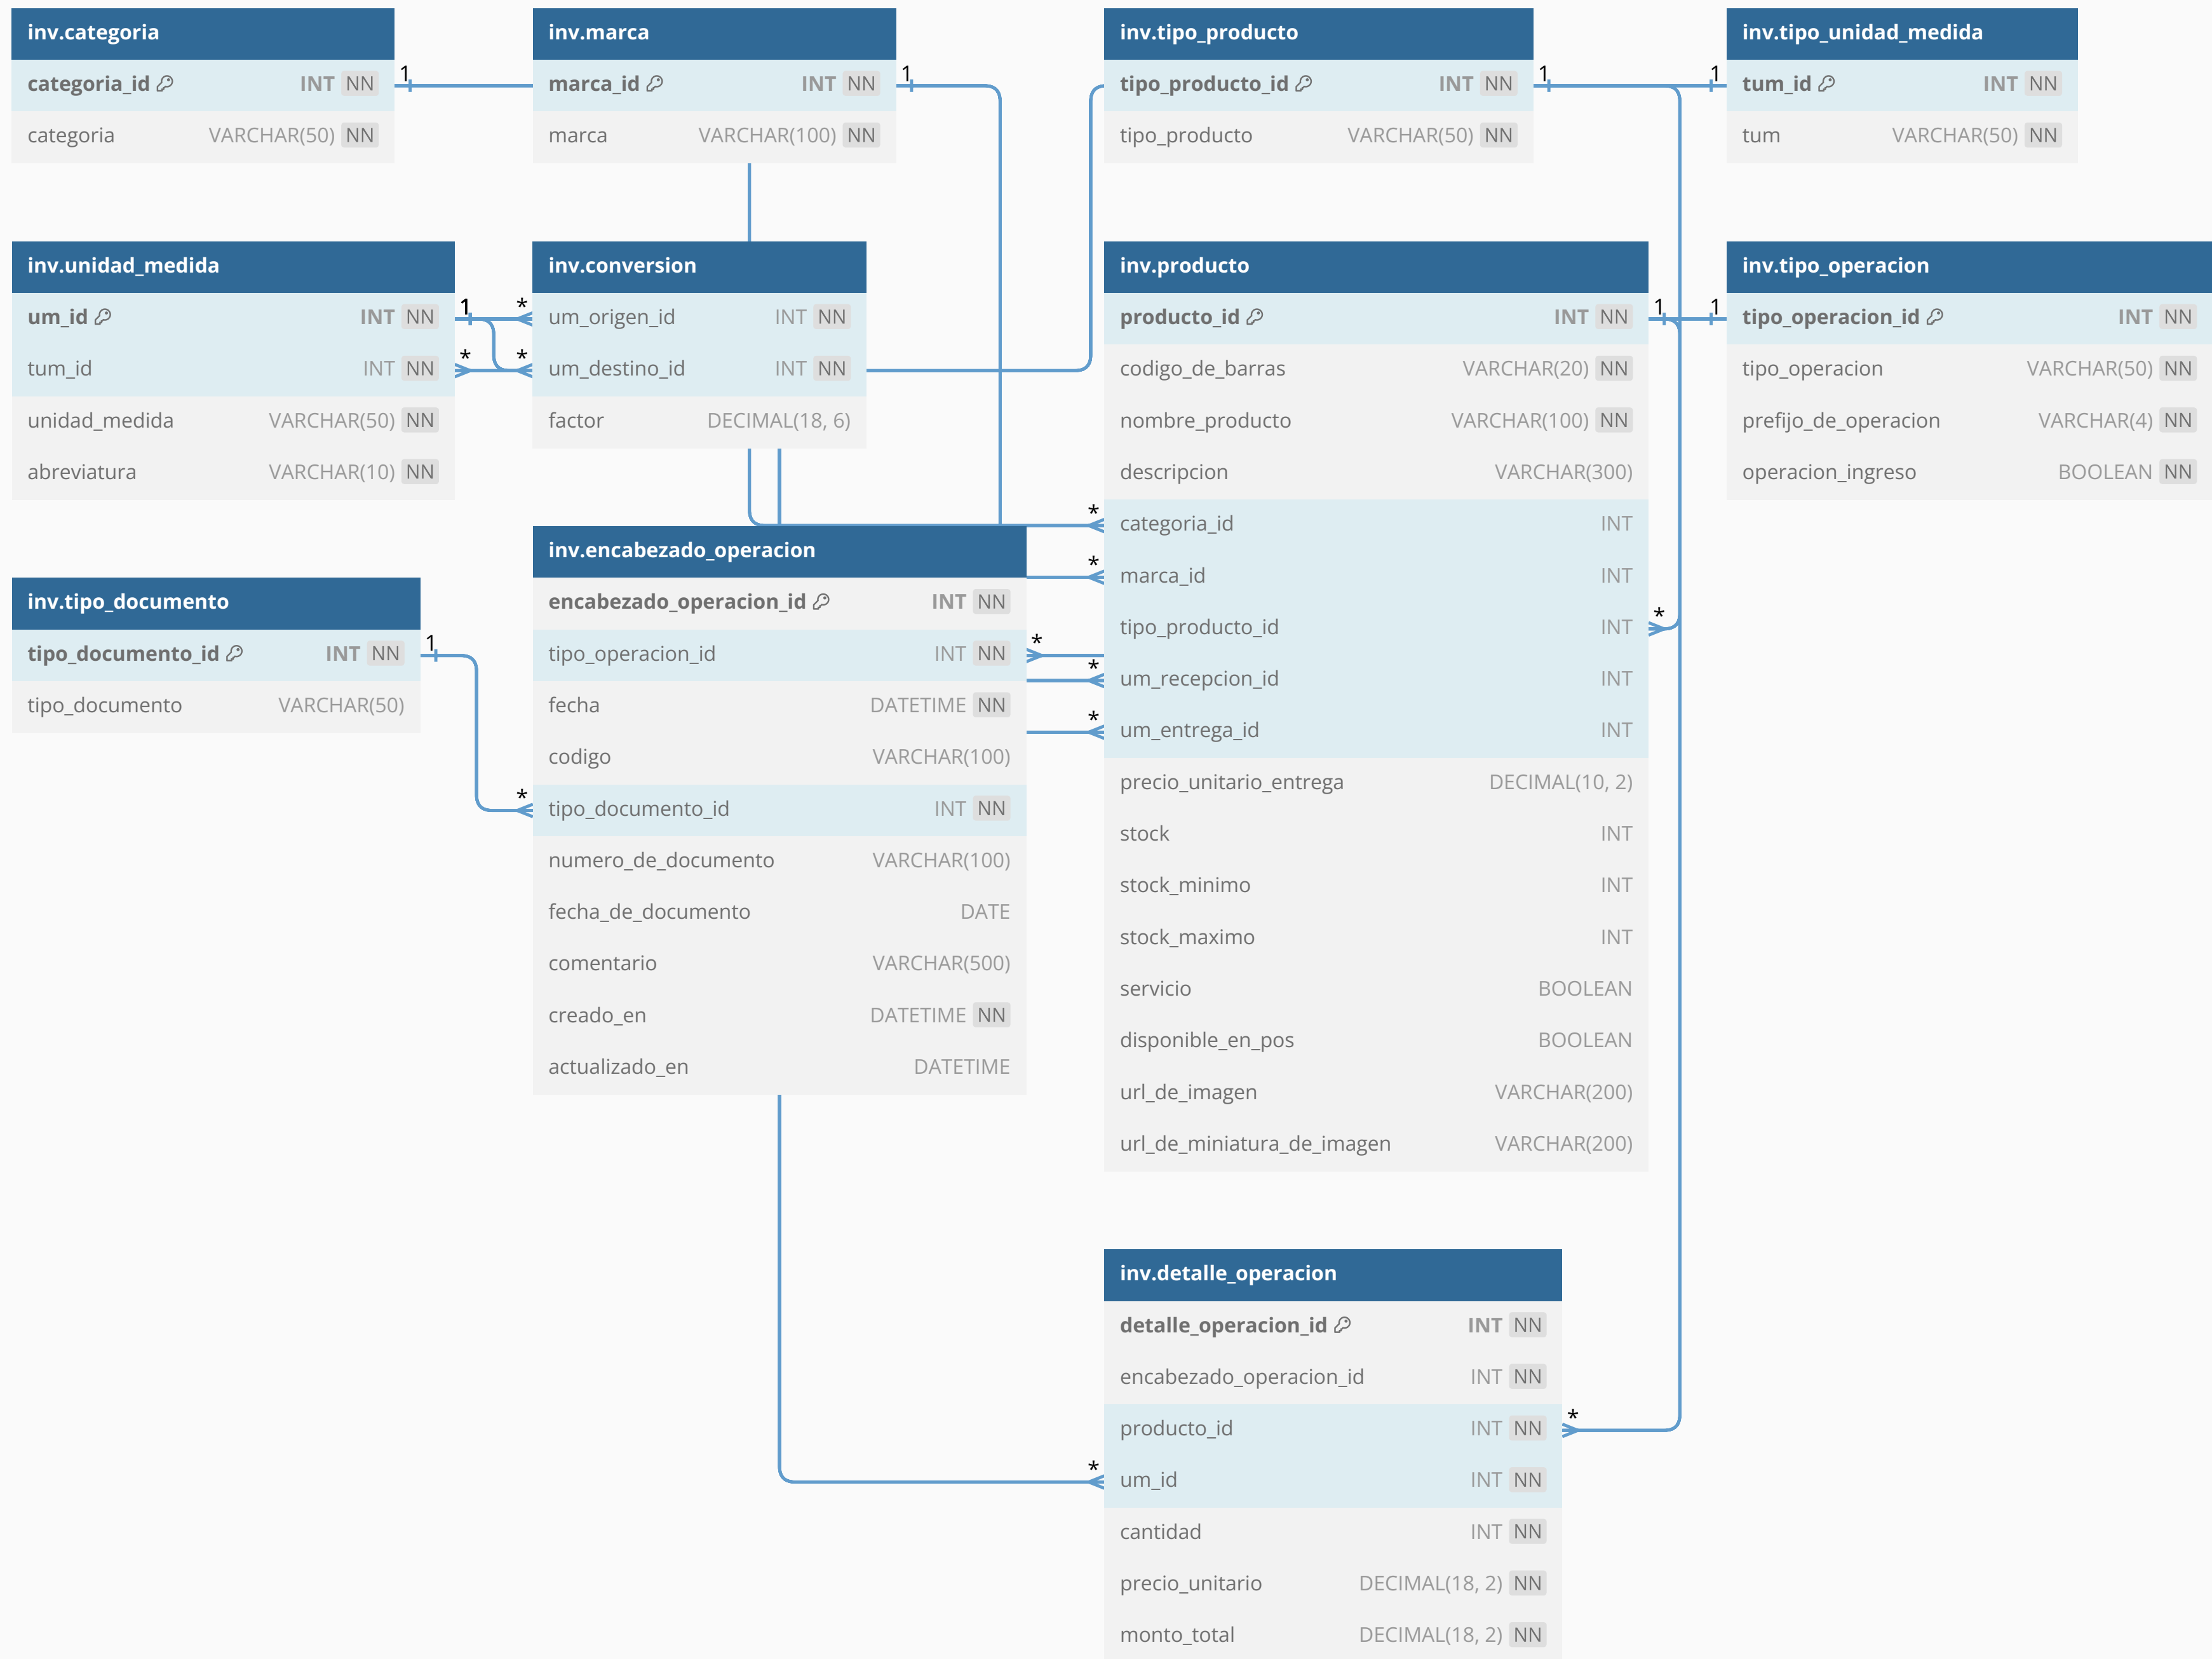 inv.categoria
categoria_id INT NN
categoria VARCHAR(50) NN
1
inv.marca
marca_id INT NN
marca VARCHAR(100) NN
1
inv.tipo_producto
tipo_producto_id INT NN
tipo_producto VARCHAR(50) NN
1
1
inv.tipo_unidad_medida
tum_id INT NN
tum VARCHAR(50) NN
inv.unidad_medida
um_id INT NN
tum_id INT NN
unidad_medida VARCHAR(50) NN
abreviatura VARCHAR(10) NN
1
*
*
*
inv.conversion
um_origen_id INT NN
um_destino_id INT NN
factor DECIMAL(18, 6)
inv.producto
producto_id INT NN
codigo_de_barras VARCHAR(20) NN
nombre_producto VARCHAR(100) NN
descripcion VARCHAR(300)
* categoria_id INT
* marca_id INT
tipo_producto_id INT *
* um_recepcion_id INT
* um_entrega_id INT
precio_unitario_entrega DECIMAL(10, 2)
stock INT
stock_minimo INT
stock_maximo INT
servicio BOOLEAN
disponible_en_pos BOOLEAN
url_de_imagen VARCHAR(200)
url_de_miniatura_de_imagen VARCHAR(200)
1
1
inv.tipo_operacion
tipo_operacion_id INT NN
tipo_operacion VARCHAR(50) NN
prefijo_de_operacion VARCHAR(4) NN
operacion_ingreso BOOLEAN NN
inv.tipo_documento
tipo_documento_id INT NN
tipo_documento VARCHAR(50)
1
inv.encabezado_operacion
encabezado_operacion_id INT NN
tipo_operacion_id INT NN *
fecha DATETIME NN
codigo VARCHAR(100)
* tipo_documento_id INT NN
numero_de_documento VARCHAR(100)
fecha_de_documento DATE
comentario VARCHAR(500)
creado_en DATETIME NN
actualizado_en DATETIME
inv.detalle_operacion
detalle_operacion_id INT NN
encabezado_operacion_id INT NN
producto_id INT NN *
* um_id INT NN
cantidad INT NN
precio_unitario DECIMAL(18, 2) NN
monto_total DECIMAL(18, 2) NN